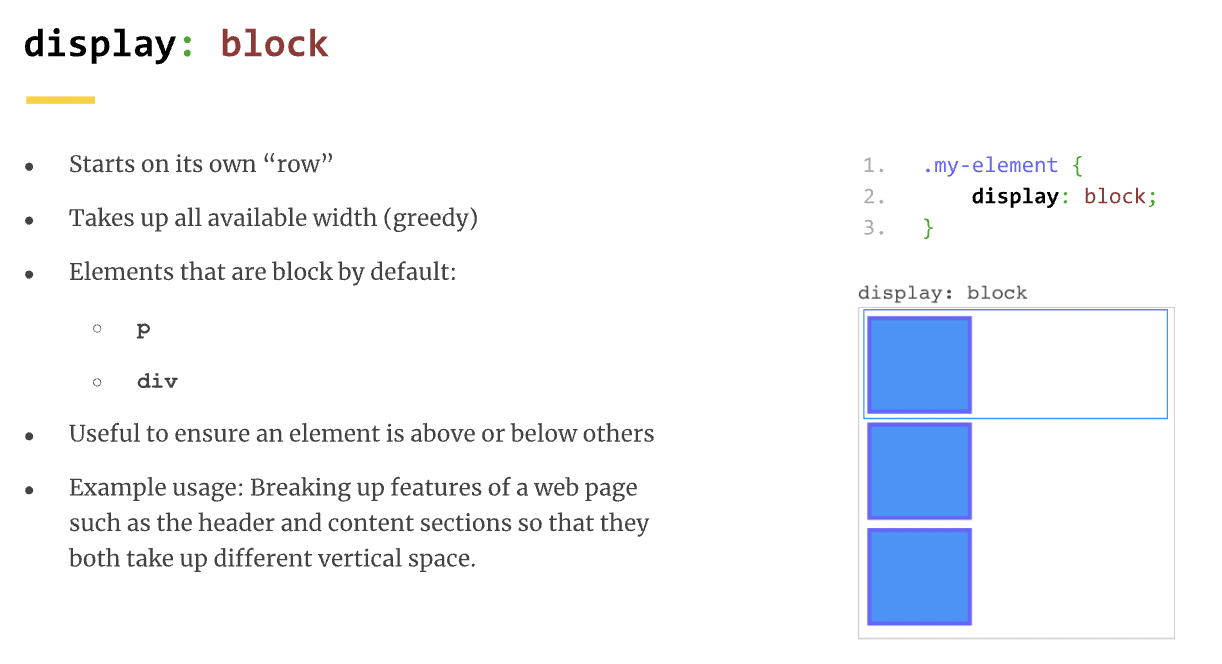 display: block
● Starts on its own “row”
● Takes up all available width (greedy)
● Elements that are block by default:
○ p
○ div
● Useful to ensure an element is above or below others
● Example usage: Breaking up features of a web page
such as the header and content sections so that they
both take up different vertical space.
1. .my-element {
2. display: block;
3. }
display: block